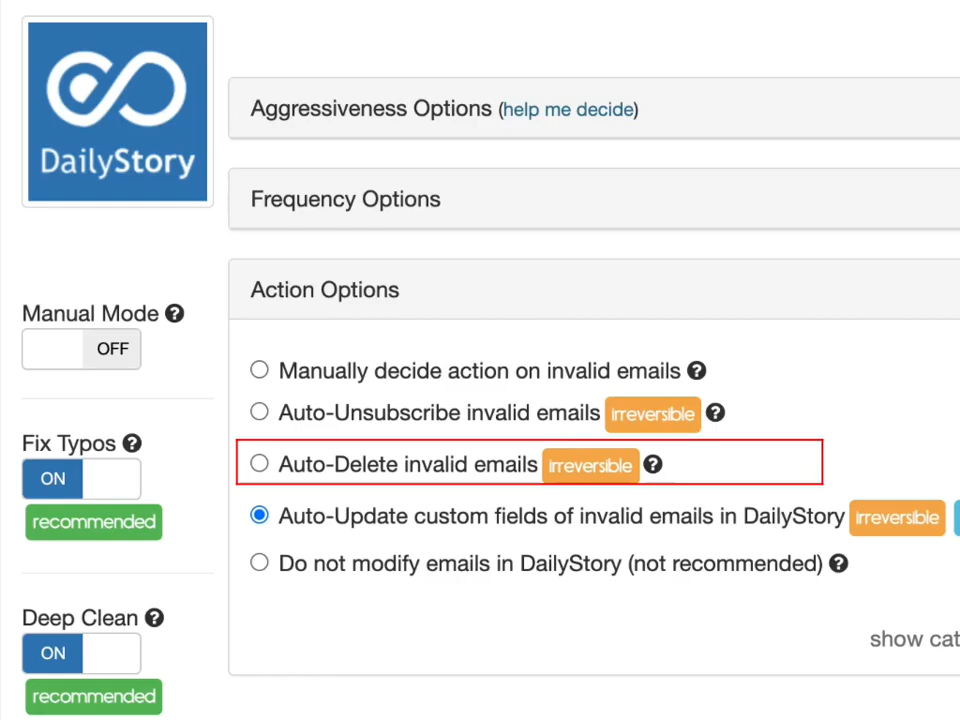 DailyStory
Aggressiveness Options (help me decide)
Frequency Options
Action Options
Manual Mode
OFF
Manually decide action on invalid emails
Auto-Unsubscribe invalid emails irreversible
Fix Typos
ON
recommended
Auto-Delete invalid emails irreversible
Auto-Update custom fields of invalid emails in DailyStory irreversible
Do not modify emails in DailyStory (not recommended)
Deep Clean
ON
recommended
show cat